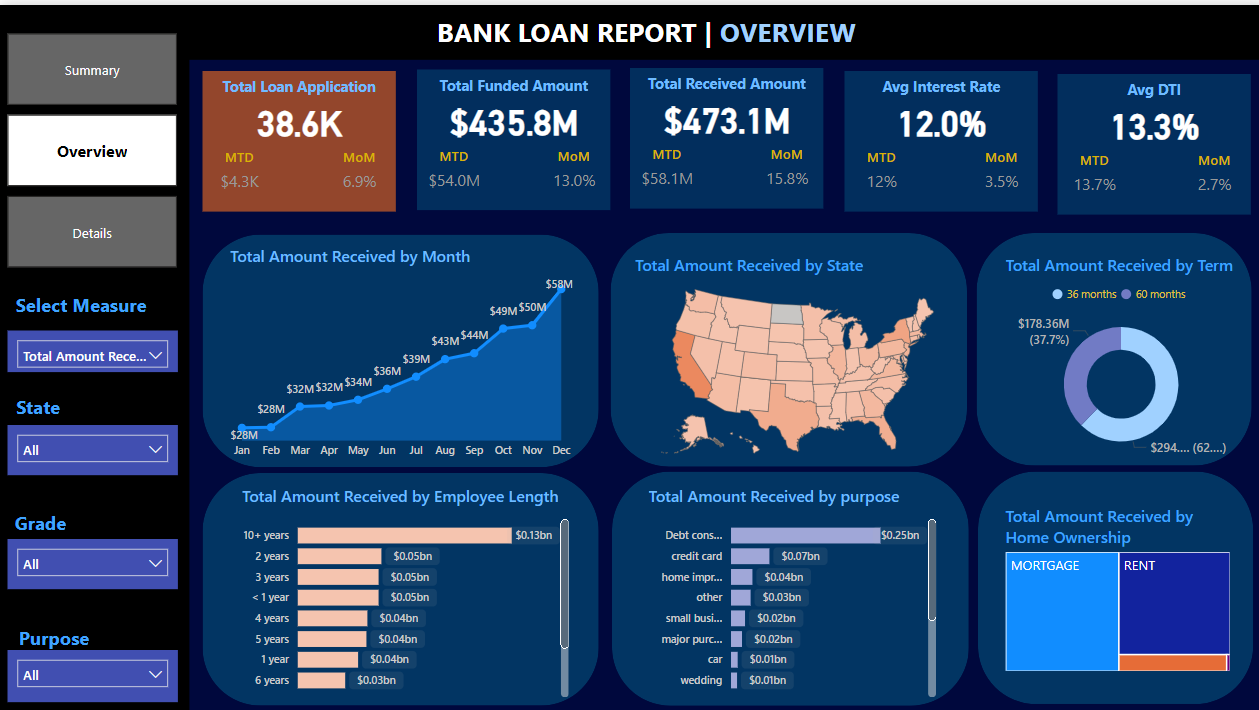 BANK LOAN REPORT | OVERVIEW
Summary
Overview
Details
Select Measure
Total Amount Rece...
State
All
Grade
All
Purpose
All
Total Loan Application
38.6K
MTD MoM
$4.3K 6.9%
Total Funded Amount
$435.8M
MTD MoM
$54.0M 13.0%
Total Received Amount
$473.1M
MTD MoM
$58.1M 15.8%
Avg Interest Rate
12.0%
MTD MoM
12% 3.5%
Avg DTI
13.3%
MTD MoM
13.7% 2.7%
Total Amount Received by Month
$28M $28M $32M $32M $34M $36M $39M $43M $44M $49M $50M $58M
Jan Feb Mar Apr May Jun Jul Aug Sep Oct Nov Dec
Total Amount Received by State
Total Amount Received by Term
36 months 60 months
$178.36M
(37.7%)
$294.... (62....)
Total Amount Received by Employee Length
10+ years $0.13bn
2 years $0.05bn
3 years $0.05bn
< 1 year $0.05bn
4 years $0.04bn
5 years $0.04bn
1 year $0.04bn
6 years $0.03bn
Total Amount Received by purpose
Debt cons... $0.25bn
credit card $0.07bn
home impr... $0.04bn
other $0.03bn
small busi... $0.02bn
major purc... $0.02bn
car $0.01bn
wedding $0.01bn
Total Amount Received by
Home Ownership
MORTGAGE RENT